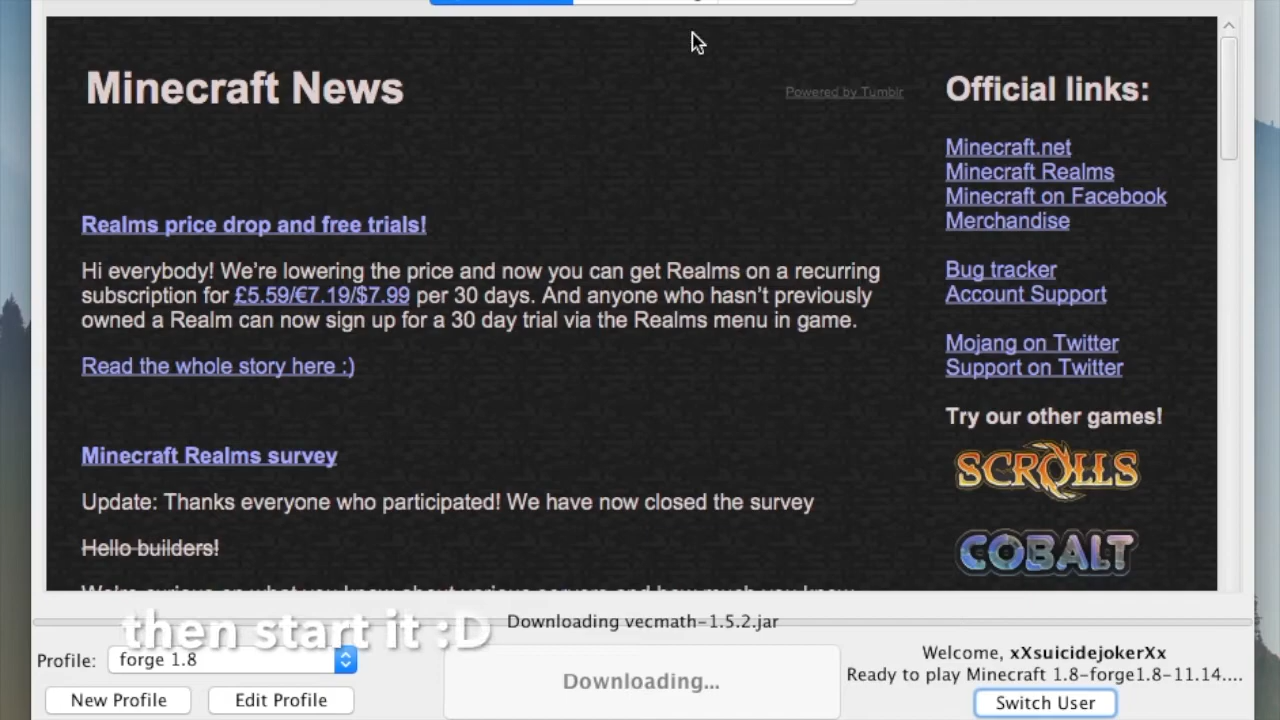 Minecraft News
Powered by Tumblr
Official links:
Minecraft.net
Minecraft Realms
Minecraft on Facebook
Merchandise
Bug tracker
Account Support
Mojang on Twitter
Support on Twitter
Try our other games!
SCROLLS
COBALT
Realms price drop and free trials!
Hi everybody! We're lowering the price and now you can get Realms on a recurring
subscription for £5.59/€7.19/$7.99 per 30 days. And anyone who hasn't previously
owned a Realm can now sign up for a 30 day trial via the Realms menu in game.
Read the whole story here :)
Minecraft Realms survey
Update: Thanks everyone who participated! We have now closed the survey
Hello builders!
then start it :D
Downloading vecmath-1.5.2.jar
Profile: forge 1.8
New Profile Edit Profile
Downloading...
Welcome, xXsuicidejokerXx
Ready to play Minecraft 1.8-forge1.8-11.14....
Switch User